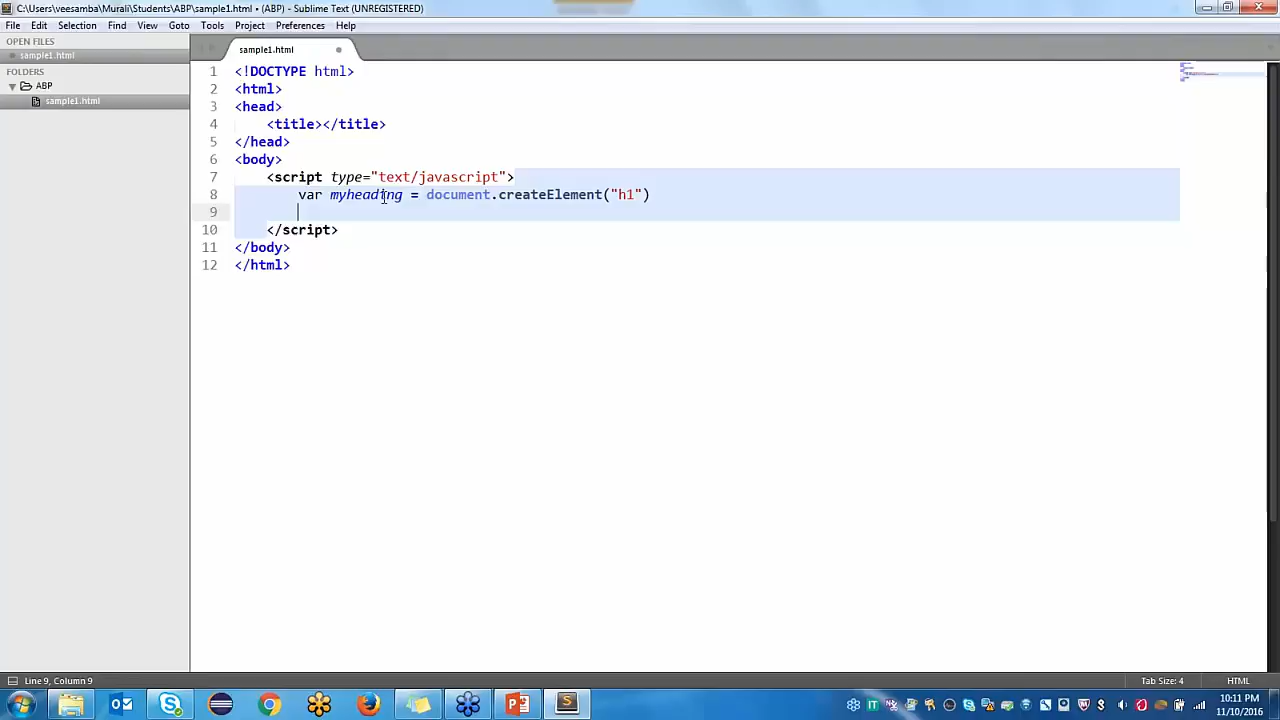 C:\Users\veesamba\Murali\Students\ABP\sample1.html • (ABP) - Sublime Text (UNREGISTERED)
File Edit Selection Find View Goto Tools Project Preferences Help
OPEN FILES
sample1.html
FOLDERS
ABP
sample1.html
sample1.html
1 <!DOCTYPE html>
2 <html>
3 <head>
4 <title></title>
5 </head>
6 <body>
7 <script type="text/javascript">
8 var myheading = document.createElement("h1")
9
10 </script>
11 </body>
12 </html>
Line 9, Column 9
Tab Size: 4
HTML
10:11 PM
11/10/2016